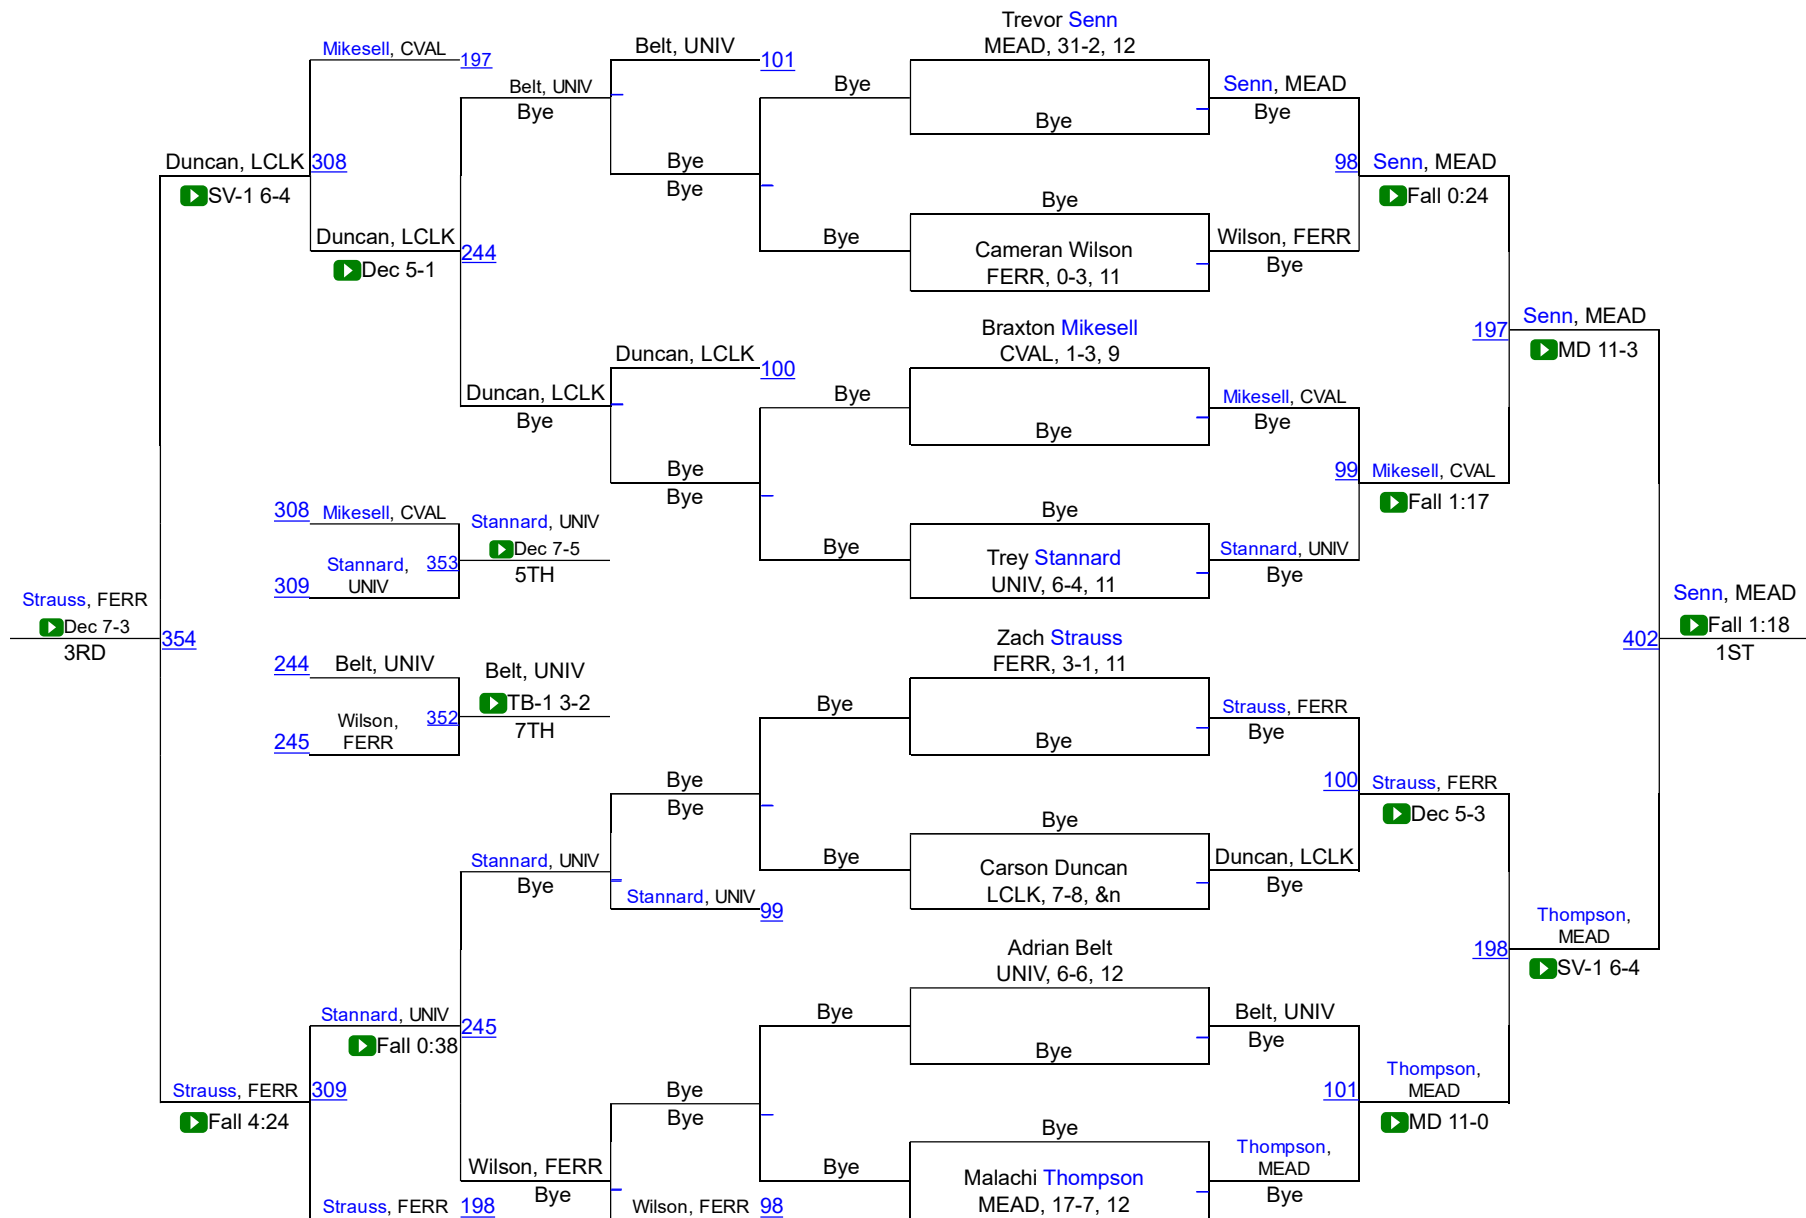 Trevor Senn
Mikesell, CVAL 197 Belt, UNIV 101 MEAD, 31-2, 12
Belt, UNIV Bye Senn, MEAD
Bye Bye Bye
Duncan, LCLK 308 Bye 98 Senn, MEAD
SV-1 6-4 Bye Fall 0:24
Bye
Duncan, LCLK 244 Bye Cameran Wilson Wilson, FERR
Dec 5-1 FERR, 0-3, 11 Bye
Braxton Mikesell 197 Senn, MEAD
Duncan, LCLK 100 CVAL, 1-3, 9 MD 11-3
Duncan, LCLK Bye Mikesell, CVAL
Bye Bye Bye
Bye 99 Mikesell, CVAL
Bye Fall 1:17
308 Mikesell, CVAL Stannard, UNIV Bye
Dec 7-5 Bye Trey Stannard Stannard, UNIV
Stannard, 353 5TH UNIV, 6-4, 11 Bye
309 UNIV
Strauss, FERR Senn, MEAD
Dec 7-3 354 Zach Strauss 402 Fall 1:18
3RD FERR, 3-1, 11 1ST
244 Belt, UNIV Belt, UNIV
TB-1 3-2 Bye Strauss, FERR
Wilson, 352 7TH Bye Bye
245 FERR
Bye 100 Strauss, FERR
Bye Dec 5-3
Bye
Stannard, UNIV Bye Carson Duncan Duncan, LCLK
Bye LCLK, 7-8, &n Bye
Stannard, UNIV 99
Thompson,
MEAD
Adrian Belt 198
UNIV, 6-6, 12 SV-1 6-4
Stannard, UNIV 245 Bye Belt, UNIV
Fall 0:38 Bye Bye
Strauss, FERR 309 Bye 101 Thompson,
MEAD
Fall 4:24 Bye MD 11-0
Bye
Wilson, FERR Bye Malachi Thompson Thompson,
MEAD
Bye MEAD, 17-7, 12 Bye
Strauss, FERR 198 Wilson, FERR 98